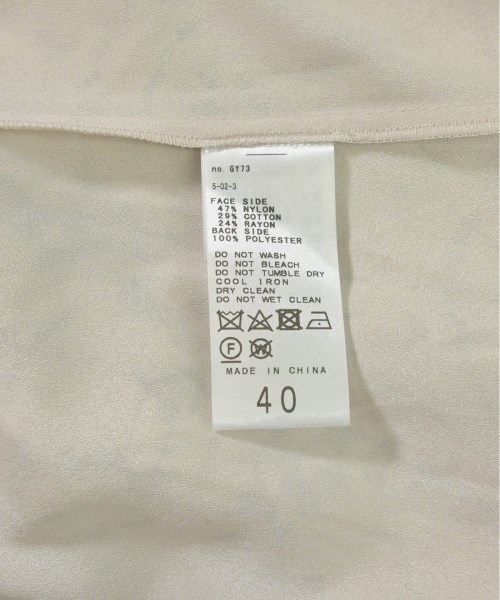 no. GY73
5-02-3
FACE SIDE
47% NYLON
29% COTTON
24% RAYON
BACK SIDE
100% POLYESTER
DO NOT WASH
DO NOT BLEACH
DO NOT TUMBLE DRY
COOL IRON
DRY CLEAN
DO NOT WET CLEAN
F W
MADE IN CHINA
40